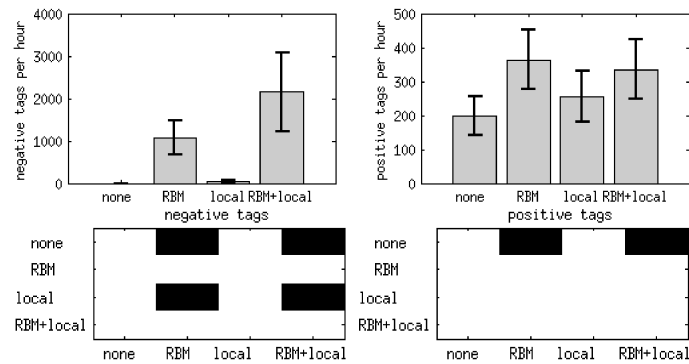 4000
3000
2000
1000
0
negative tags per hour
none RBM local RBM+local
negative tags
500
400
300
200
100
0
positive tags per hour
none RBM local RBM+local
positive tags
none
RBM
local
RBM+local
none RBM local RBM+local
none
RBM
local
RBM+local
none RBM local RBM+local